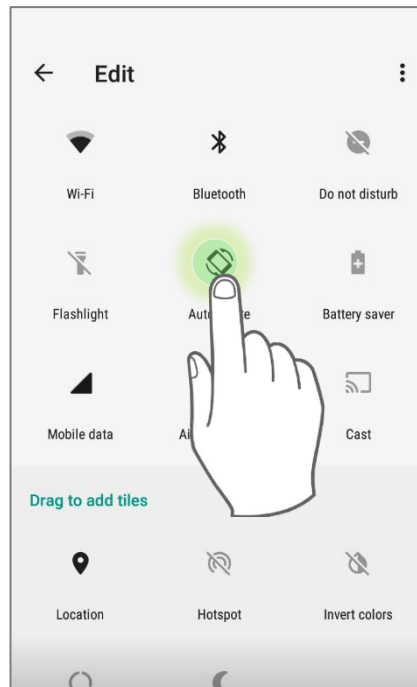 Edit
Wi-Fi
Bluetooth
Do not disturb
Flashlight
Battery saver
Mobile data
Cast
Drag to add tiles
Location
Hotspot
Invert colors